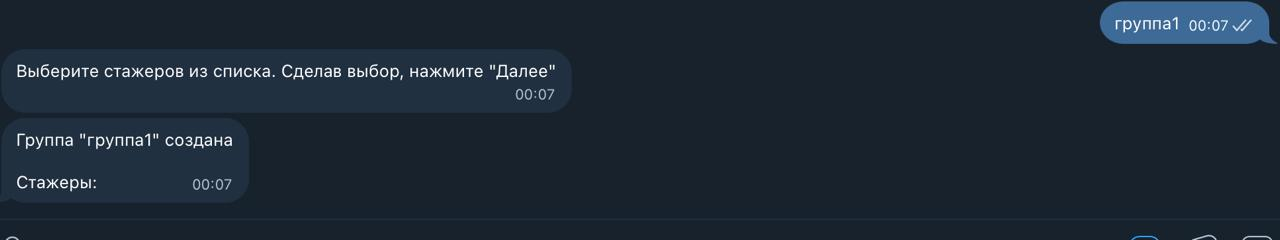 группа1 00:07
Выберите стажеров из списка. Сделав выбор, нажмите "Далее"
00:07
Группа "группа1" создана
Стажеры: 00:07